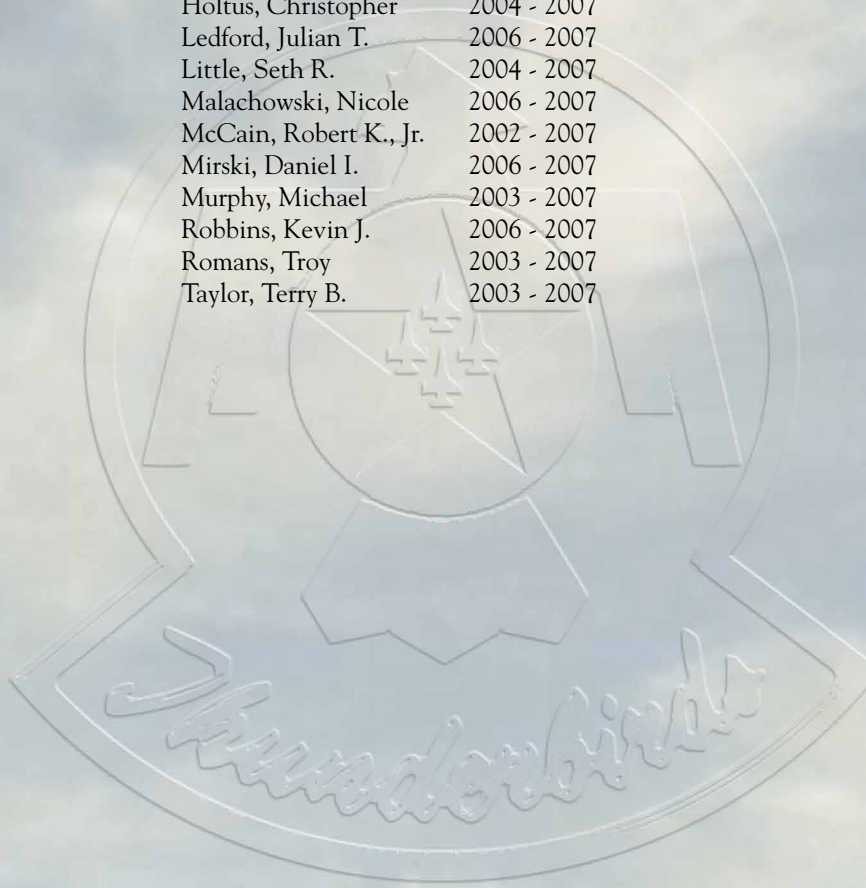 Holtus, Christopher 2004 - 2007
Ledford, Julian T. 2006 - 2007
Little, Seth R. 2004 - 2007
Malachowski, Nicole 2006 - 2007
McCain, Robert K., Jr. 2002 - 2007
Mirski, Daniel I. 2006 - 2007
Murphy, Michael 2003 - 2007
Robbins, Kevin J. 2006 - 2007
Romans, Troy 2003 - 2007
Taylor, Terry B. 2003 - 2007
Thunderbirds